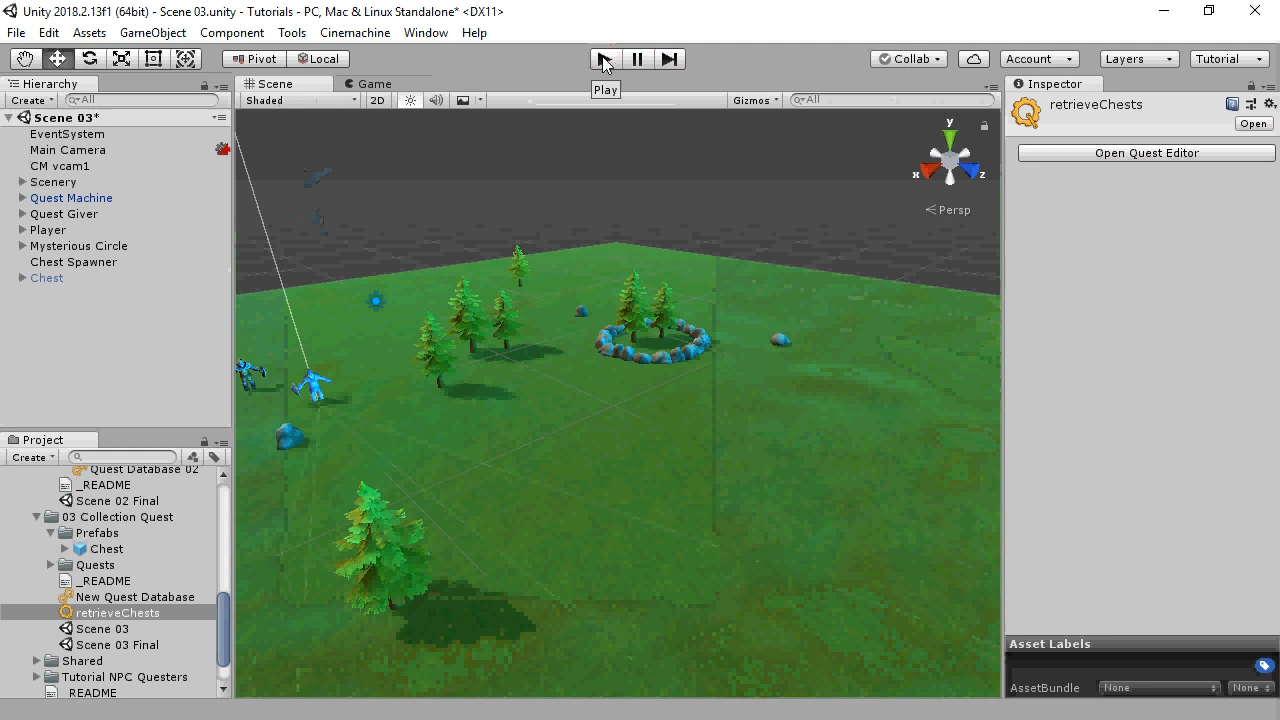 Unity 2018.2.13f1 (64bit) - Scene 03.unity - Tutorials - PC, Mac & Linux Standalone* <DX11>
File Edit Assets GameObject Component Tools Cinemachine Window Help
Pivot Local Collab Account Layers Tutorial
Play
Hierarchy
Create All
Scene 03*
EventSystem
Main Camera
CM vcam1
Scenery
Quest Machine
Quest Giver
Player
Mysterious Circle
Chest Spawner
Chest
Scene Game
Shaded 2D Gizmos All
y
x
z
Persp
Inspector
retrieveChests
Open
Open Quest Editor
Project
Create
Quest Database 02
_README
Scene 02 Final
03 Collection Quest
Prefabs
Chest
Quests
_README
New Quest Database
retrieveChests
Scene 03
Scene 03 Final
Shared
Tutorial NPC Questers
_README
Asset Labels
AssetBundle None None